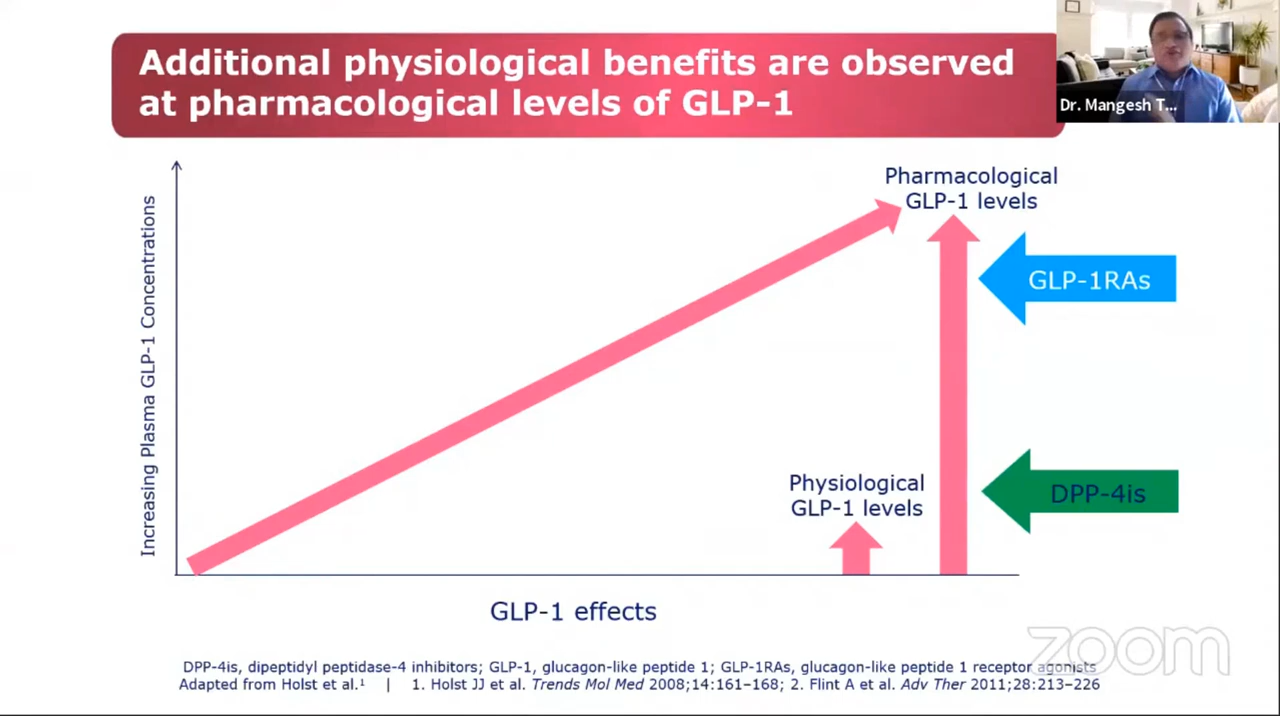 Additional physiological benefits are observed
at pharmacological levels of GLP-1
Dr. Mangesh T...
Increasing Plasma GLP-1 Concentrations
Pharmacological
GLP-1 levels
GLP-1RAs
Physiological
GLP-1 levels
DPP-4is
GLP-1 effects
zoom
DPP-4is, dipeptidyl peptidase-4 inhibitors; GLP-1, glucagon-like peptide 1; GLP-1RAs, glucagon-like peptide 1 receptor agonists
Adapted from Holst et al.¹ | 1. Holst JJ et al. Trends Mol Med 2008;14:161–168; 2. Flint A et al. Adv Ther 2011;28:213–226